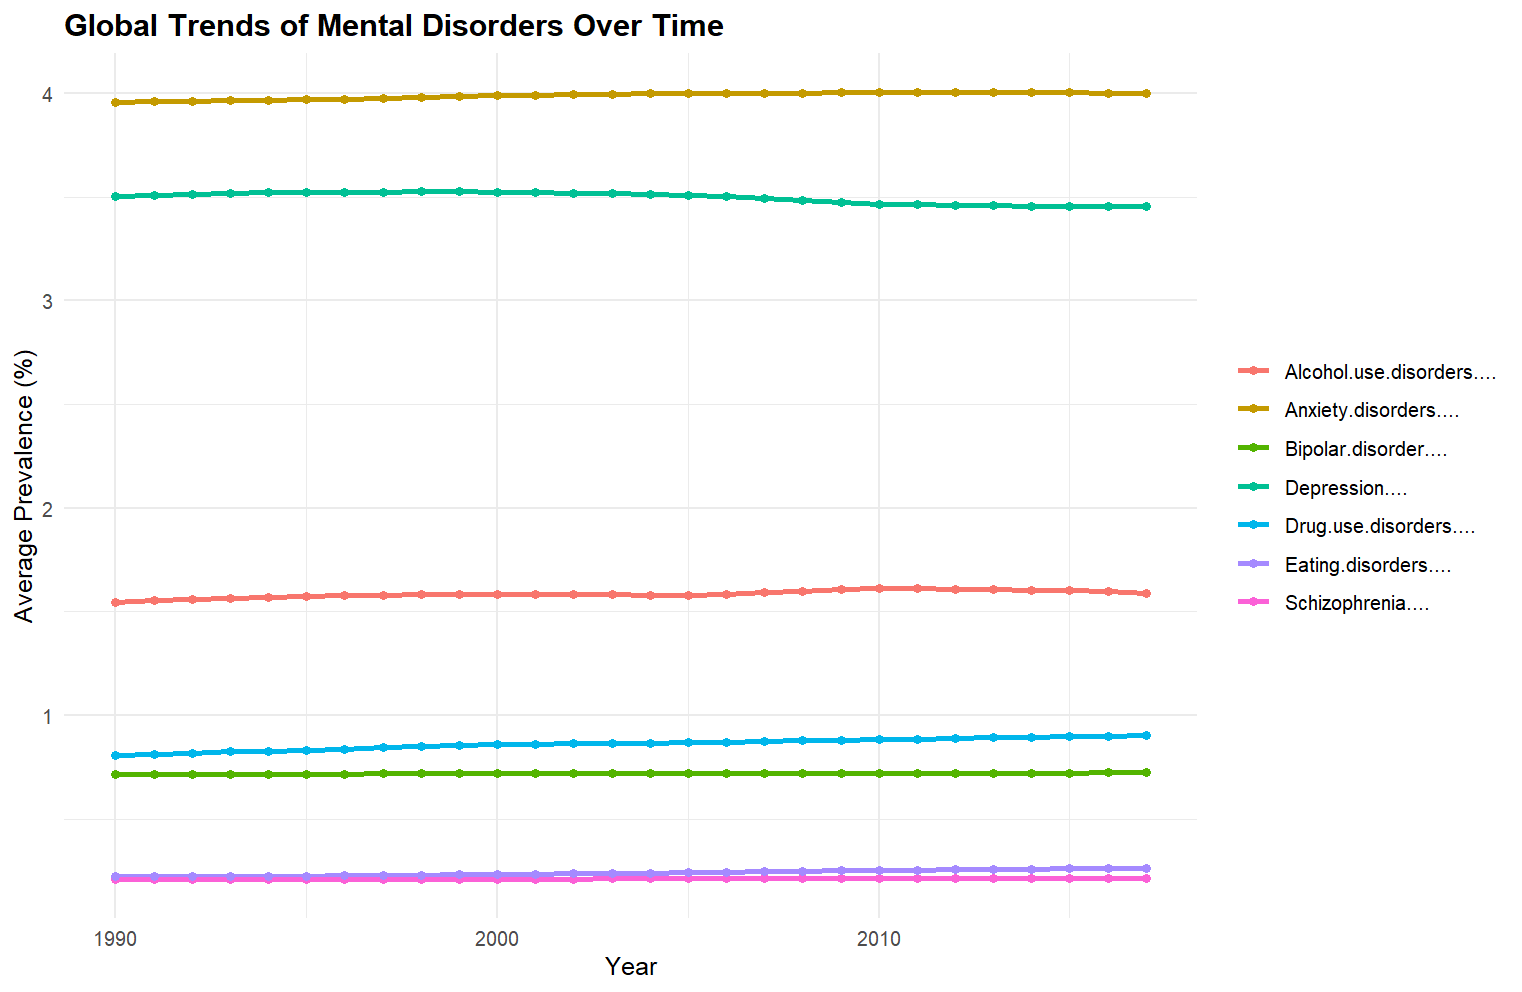 Global Trends of Mental Disorders Over Time
4
3
2
1
Average Prevalence (%)
1990
2000
2010
Year
Alcohol.use.disorders....
Anxiety.disorders....
Bipolar.disorder....
Depression....
Drug.use.disorders....
Eating.disorders....
Schizophrenia....